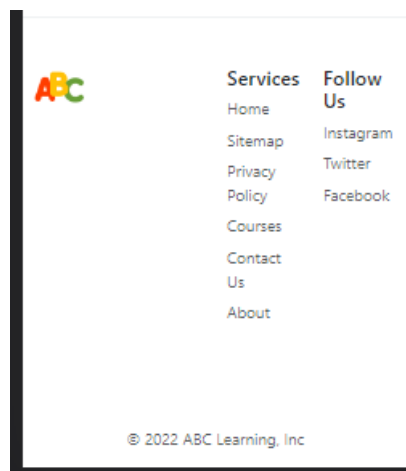 ABC
Services
Home
Sitemap
Privacy
Policy
Courses
Contact
Us
About
Follow
Us
Instagram
Twitter
Facebook
© 2022 ABC Learning, Inc